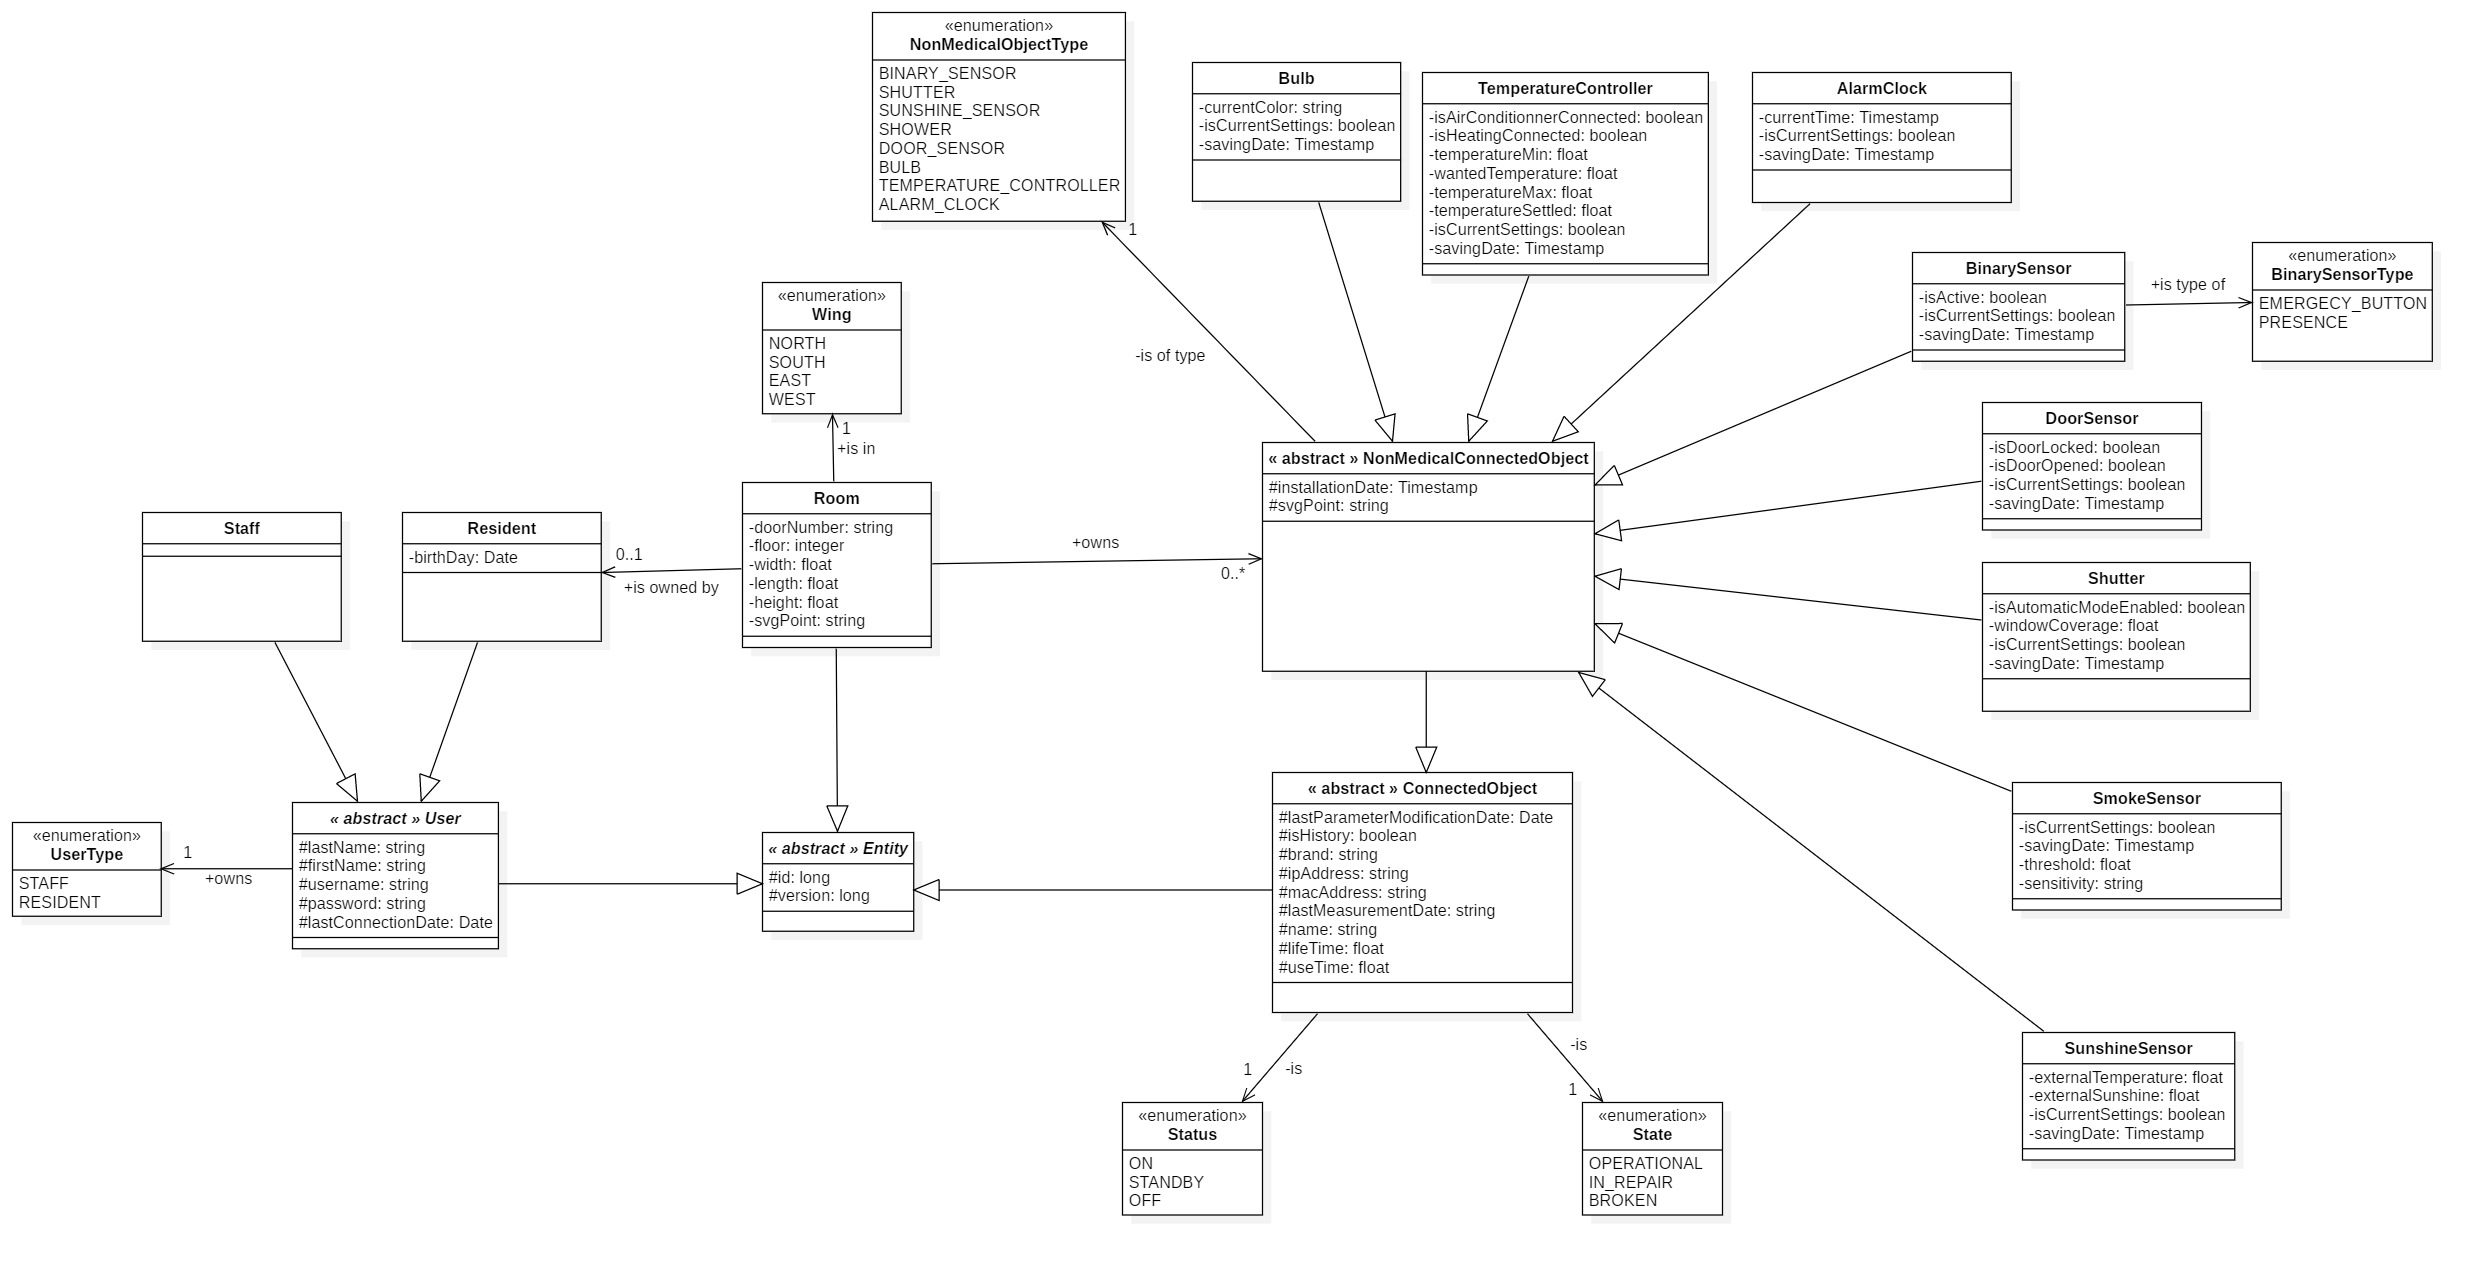 «enumeration»
NonMedicalObjectType
BINARY_SENSOR
SHUTTER
SUNSHINE_SENSOR
SHOWER
DOOR_SENSOR
BULB
TEMPERATURE_CONTROLLER
ALARM_CLOCK
Bulb
-currentColor: string
-isCurrentSettings: boolean
-savingDate: Timestamp
TemperatureController
-isAirConditionnerConnected: boolean
-isHeatingConnected: boolean
-temperatureMin: float
-wantedTemperature: float
-temperatureMax: float
-temperatureSettled: float
-isCurrentSettings: boolean
-savingDate: Timestamp
AlarmClock
-currentTime: Timestamp
-isCurrentSettings: boolean
-savingDate: Timestamp
1
-is of type
«enumeration»
Wing
NORTH
SOUTH
EAST
WEST
1
+is in
BinarySensor
-isActive: boolean
-isCurrentSettings: boolean
-savingDate: Timestamp
+is type of
«enumeration»
BinarySensorType
EMERGECY_BUTTON
PRESENCE
DoorSensor
-isDoorLocked: boolean
-isDoorOpened: boolean
-isCurrentSettings: boolean
-savingDate: Timestamp
« abstract » NonMedicalConnectedObject
#installationDate: Timestamp
#svgPoint: string
Staff
Resident
-birthDay: Date
0..1
+is owned by
Room
-doorNumber: string
-floor: integer
-width: float
-length: float
-height: float
-svgPoint: string
+owns
0..*
Shutter
-isAutomaticModeEnabled: boolean
-windowCoverage: float
-isCurrentSettings: boolean
-savingDate: Timestamp
«enumeration»
UserType
STAFF
RESIDENT
1
+owns
« abstract » User
#lastName: string
#firstName: string
#username: string
#password: string
#lastConnectionDate: Date
« abstract » Entity
#id: long
#version: long
« abstract » ConnectedObject
#lastParameterModificationDate: Date
#isHistory: boolean
#brand: string
#ipAddress: string
#macAddress: string
#lastMeasurementDate: string
#name: string
#lifeTime: float
#useTime: float
SmokeSensor
-isCurrentSettings: boolean
-savingDate: Timestamp
-threshold: float
-sensitivity: string
1
-is
-is
1
«enumeration»
Status
ON
STANDBY
OFF
«enumeration»
State
OPERATIONAL
IN_REPAIR
BROKEN
SunshineSensor
-externalTemperature: float
-externalSunshine: float
-isCurrentSettings: boolean
-savingDate: Timestamp